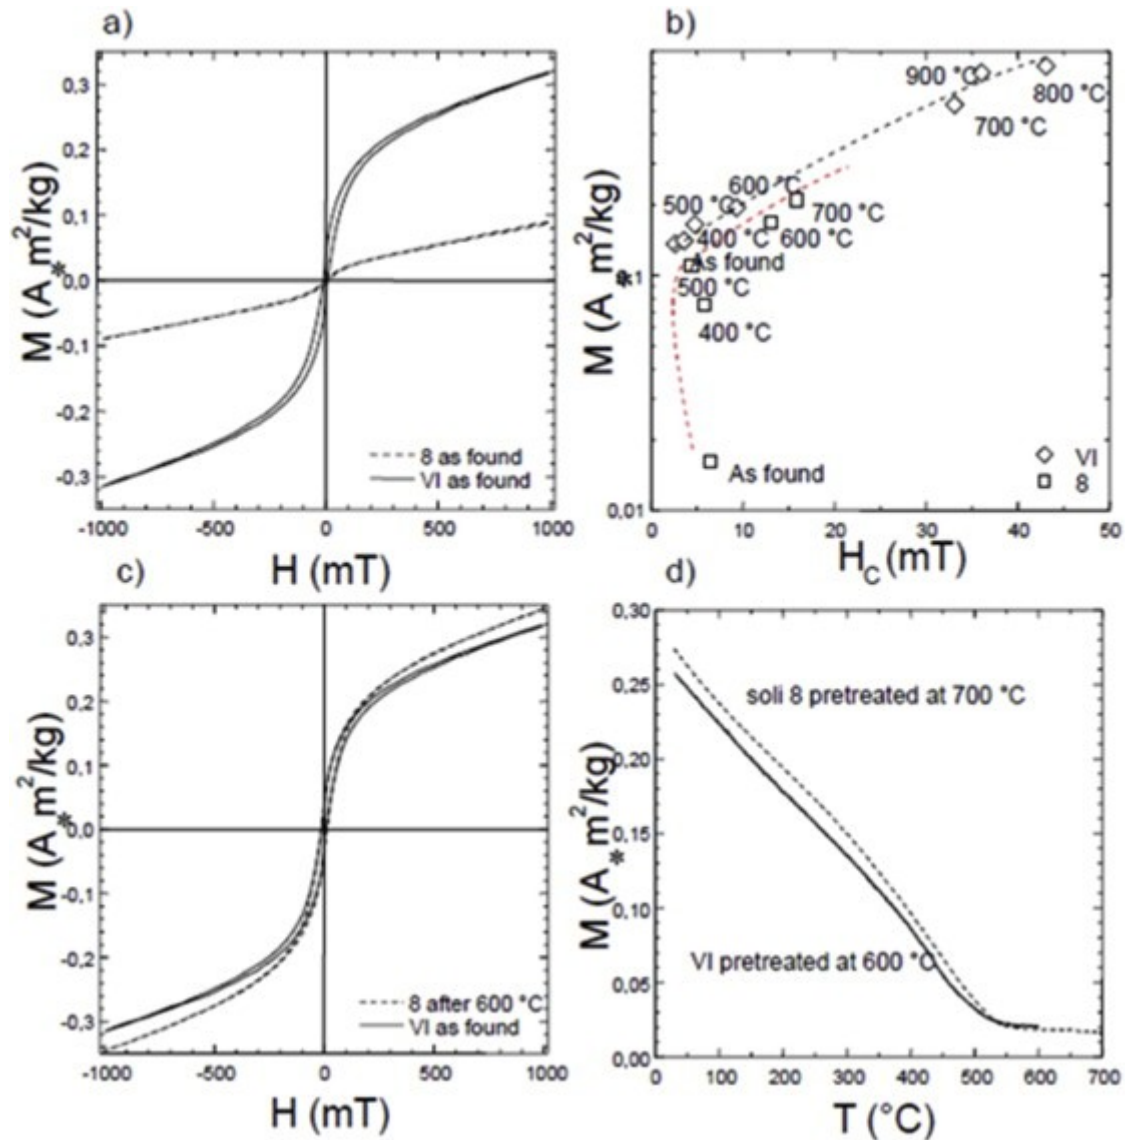 a)
0.3
0.2
0.1
0.0
-0.1
-0.2
-0.3
M (A*m²/kg)
8 as found
VI as found
-1000 -500 0 500 1000
H (mT)
b)
900 °C
800 °C
700 °C
600 °C
500 °C
700 °C
400 °C 600 °C
As found
500 °C
400 °C
As found
VI
8
0.1
0.01
M (A*m²/kg)
0 10 20 30 40 50
H_C (mT)
c)
0.3
0.2
0.1
0.0
-0.1
-0.2
-0.3
M (A*m²/kg)
8 after 600 °C
VI as found
-1000 -500 0 500 1000
H (mT)
d)
0.30
0.25
0.20
0.15
0.10
0.05
0.00
M (A*m²/kg)
soli 8 pretreated at 700 °C
VI pretreated at 600 °C
0 100 200 300 400 500 600 700
T (°C)